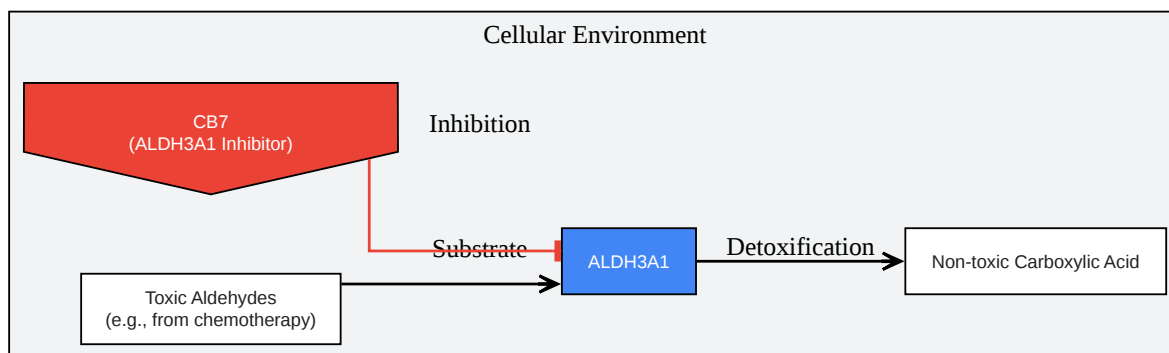 Cellular Environment
CB7
(ALDH3A1 Inhibitor)
Inhibition
Substrate
ALDH3A1
Detoxification
Non-toxic Carboxylic Acid
Toxic Aldehydes
(e.g., from chemotherapy)